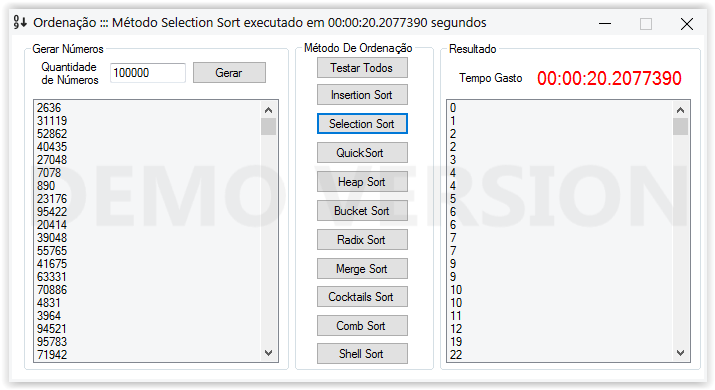 Ordenação ::: Método Selection Sort executado em 00:00:20.2077390 segundos
Gerar Números
Quantidade
de Números
100000
Gerar
2636
31119
52862
40435
27048
7078
890
23176
95422
20414
39048
55765
41675
63331
70886
4831
3964
94521
95783
71942
Método De Ordenação
Testar Todos
Insertion Sort
Selection Sort
QuickSort
Heap Sort
Bucket Sort
Radix Sort
Merge Sort
Cocktails Sort
Comb Sort
Shell Sort
Resultado
Tempo Gasto 00:00:20.2077390
0
1
2
2
3
4
4
5
6
6
7
7
9
9
10
10
11
12
19
22
DEMO VERSION